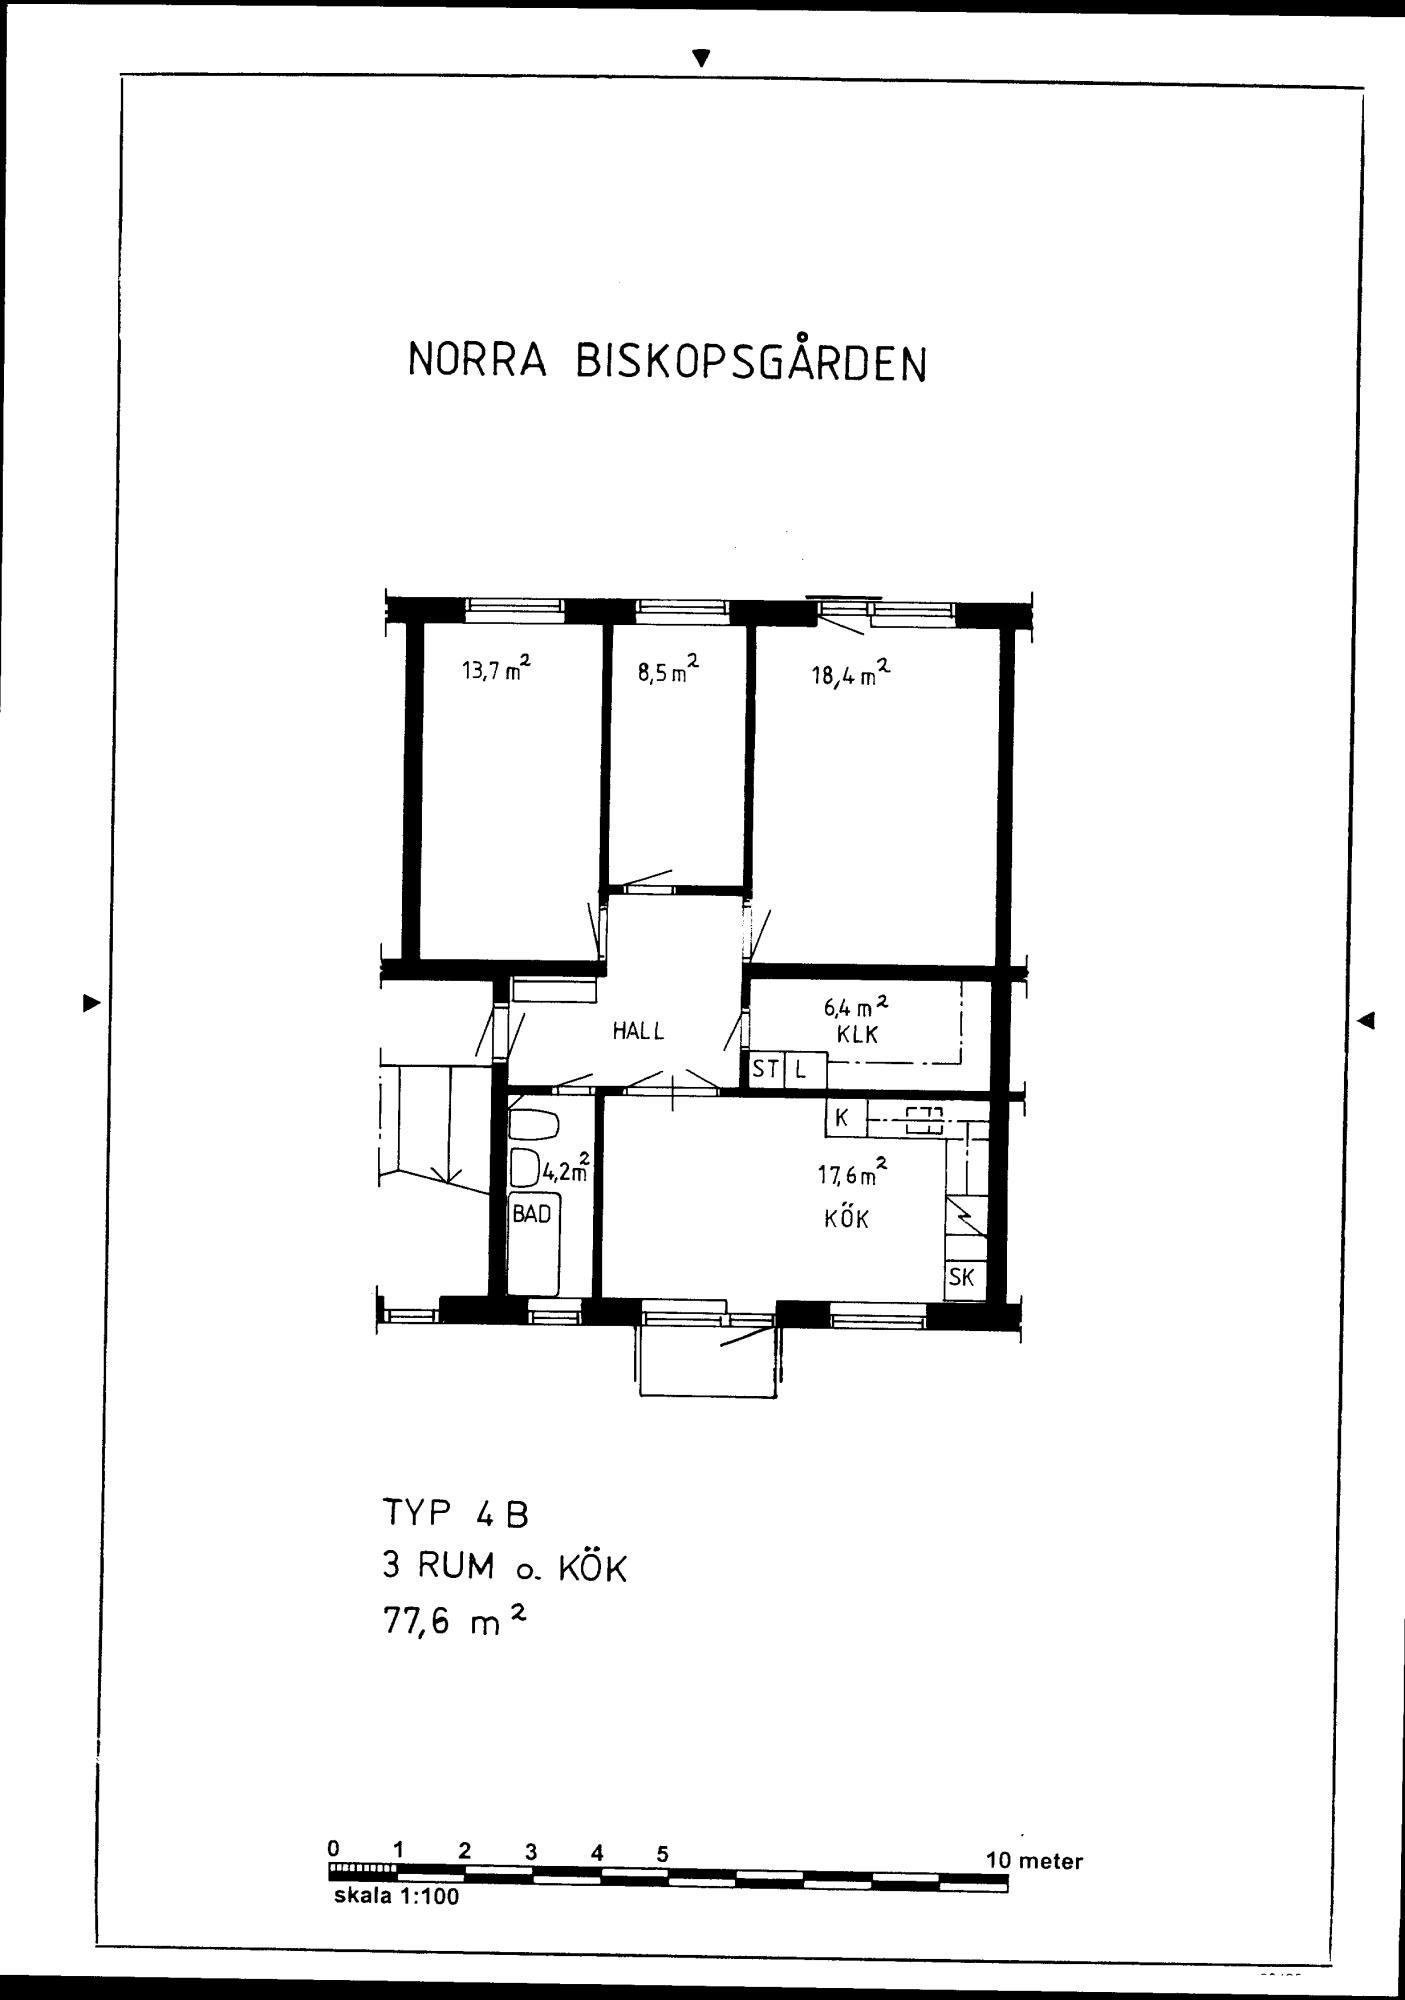 NORRA BISKOPSGÅRDEN
13,7 m²
8,5 m²
18,4 m²
6,4 m²
KLK
HALL
ST L
K
4,2 m²
17,6 m²
BAD
KÖK
SK
TYP 4 B
3 RUM o. KÖK
77,6 m²
0 1 2 3 4 5 10 meter
skala 1:100